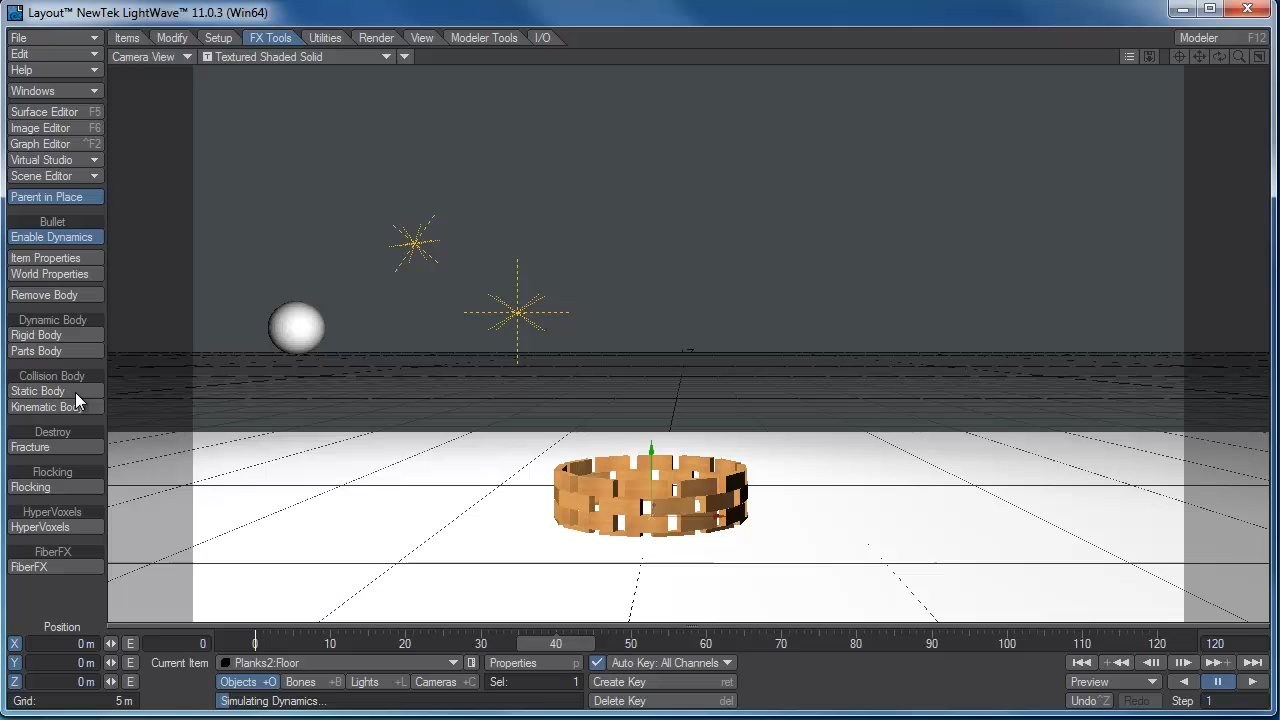 Layout™ NewTek LightWave™ 11.0.3 (Win64)
File Items Modify Setup FX Tools Utilities Render View Modeler Tools I/O Modeler F12
Edit Camera View T Textured Shaded Solid
Help
Windows
Surface Editor F5
Image Editor F6
Graph Editor ^F2
Virtual Studio
Scene Editor
Parent in Place
Bullet
Enable Dynamics
Item Properties
World Properties
Remove Body
Dynamic Body
Rigid Body
Parts Body
Collision Body
Static Body
Kinematic Body
Destroy
Fracture
Flocking
Flocking
HyperVoxels
HyperVoxels
FiberFX
FiberFX
Position
X 0 m E 0 0 10 20 30 40 50 60 70 80 90 100 110 120 120
Y 0 m E Current Item Planks2:Floor Properties p Auto Key: All Channels
Z 0 m E Objects +O Bones +B Lights +L Cameras +C Sel: 1 Create Key ret Preview
Grid: 5 m Simulating Dynamics... Delete Key del Undo ^Z Redo Step 1